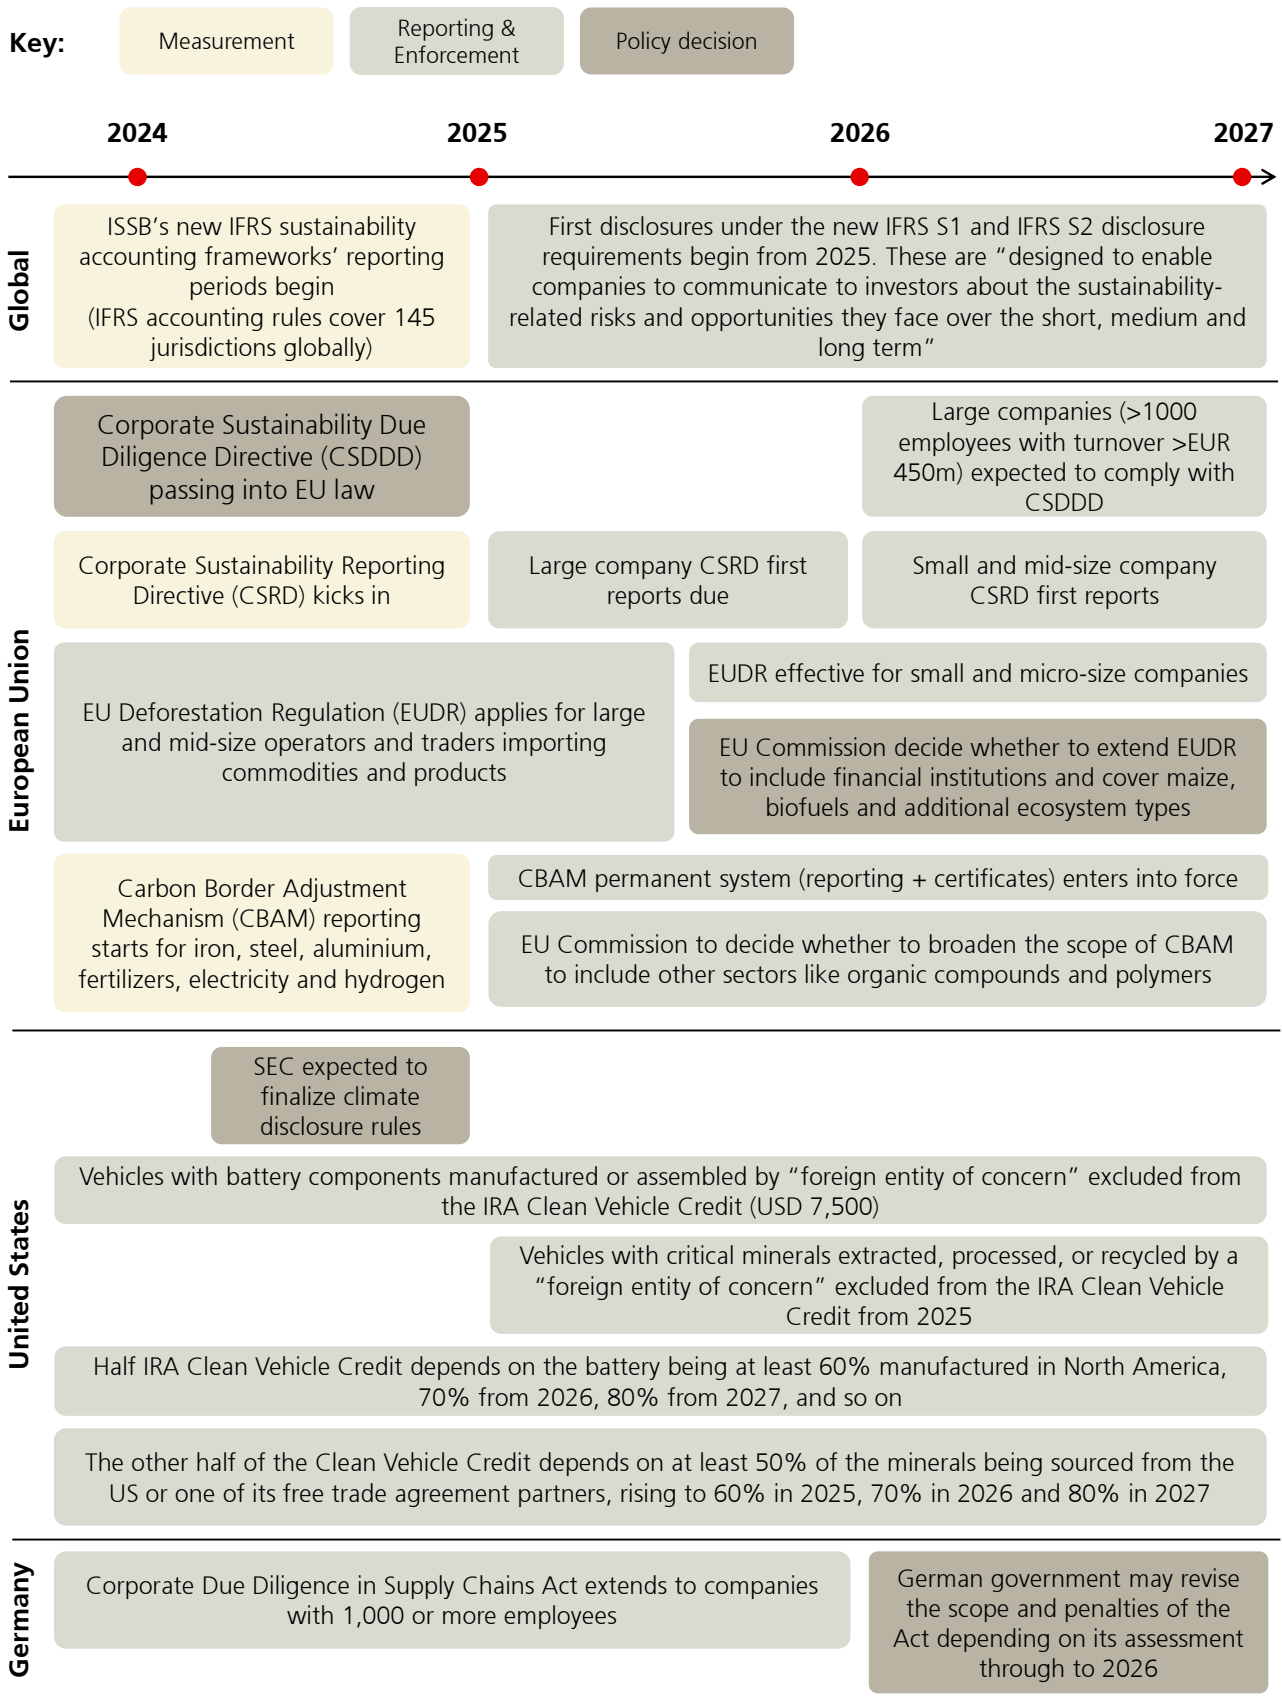 Key:
Measurement
Reporting &
Enforcement
Policy decision
2024
2025
2026
2027
Global
ISSB’s new IFRS sustainability
accounting frameworks’ reporting
periods begin
(IFRS accounting rules cover 145
jurisdictions globally)
First disclosures under the new IFRS S1 and IFRS S2 disclosure
requirements begin from 2025. These are “designed to enable
companies to communicate to investors about the sustainability-
related risks and opportunities they face over the short, medium and
long term”
European Union
Corporate Sustainability Due
Diligence Directive (CSDDD)
passing into EU law
Large companies (>1000
employees with turnover >EUR
450m) expected to comply with
CSDDD
Corporate Sustainability Reporting
Directive (CSRD) kicks in
Large company CSRD first
reports due
Small and mid-size company
CSRD first reports
EU Deforestation Regulation (EUDR) applies for large
and mid-size operators and traders importing
commodities and products
EUDR effective for small and micro-size companies
EU Commission decide whether to extend EUDR
to include financial institutions and cover maize,
biofuels and additional ecosystem types
Carbon Border Adjustment
Mechanism (CBAM) reporting
starts for iron, steel, aluminium,
fertilizers, electricity and hydrogen
CBAM permanent system (reporting + certificates) enters into force
EU Commission to decide whether to broaden the scope of CBAM
to include other sectors like organic compounds and polymers
United States
SEC expected to
finalize climate
disclosure rules
Vehicles with battery components manufactured or assembled by “foreign entity of concern” excluded from
the IRA Clean Vehicle Credit (USD 7,500)
Vehicles with critical minerals extracted, processed, or recycled by a
“foreign entity of concern” excluded from the IRA Clean Vehicle
Credit from 2025
Half IRA Clean Vehicle Credit depends on the battery being at least 60% manufactured in North America,
70% from 2026, 80% from 2027, and so on
The other half of the Clean Vehicle Credit depends on at least 50% of the minerals being sourced from the
US or one of its free trade agreement partners, rising to 60% in 2025, 70% in 2026 and 80% in 2027
Germany
Corporate Due Diligence in Supply Chains Act extends to companies
with 1,000 or more employees
German government may revise
the scope and penalties of the
Act depending on its assessment
through to 2026